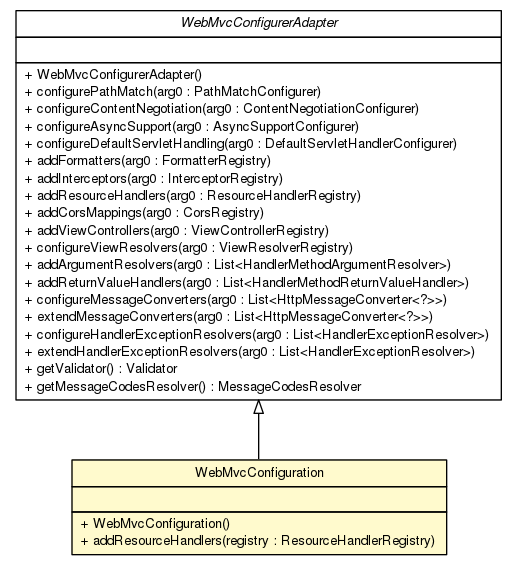 WebMvcConfigurerAdapter
+ WebMvcConfigurerAdapter()
+ configurePathMatch(arg0 : PathMatchConfigurer)
+ configureContentNegotiation(arg0 : ContentNegotiationConfigurer)
+ configureAsyncSupport(arg0 : AsyncSupportConfigurer)
+ configureDefaultServletHandling(arg0 : DefaultServletHandlerConfigurer)
+ addFormatters(arg0 : FormatterRegistry)
+ addInterceptors(arg0 : InterceptorRegistry)
+ addResourceHandlers(arg0 : ResourceHandlerRegistry)
+ addCorsMappings(arg0 : CorsRegistry)
+ addViewControllers(arg0 : ViewControllerRegistry)
+ configureViewResolvers(arg0 : ViewResolverRegistry)
+ addArgumentResolvers(arg0 : List<HandlerMethodArgumentResolver>)
+ addReturnValueHandlers(arg0 : List<HandlerMethodReturnValueHandler>)
+ configureMessageConverters(arg0 : List<HttpMessageConverter<?>>)
+ extendMessageConverters(arg0 : List<HttpMessageConverter<?>>)
+ configureHandlerExceptionResolvers(arg0 : List<HandlerExceptionResolver>)
+ extendHandlerExceptionResolvers(arg0 : List<HandlerExceptionResolver>)
+ getValidator() : Validator
+ getMessageCodesResolver() : MessageCodesResolver
WebMvcConfiguration
+ WebMvcConfiguration()
+ addResourceHandlers(registry : ResourceHandlerRegistry)